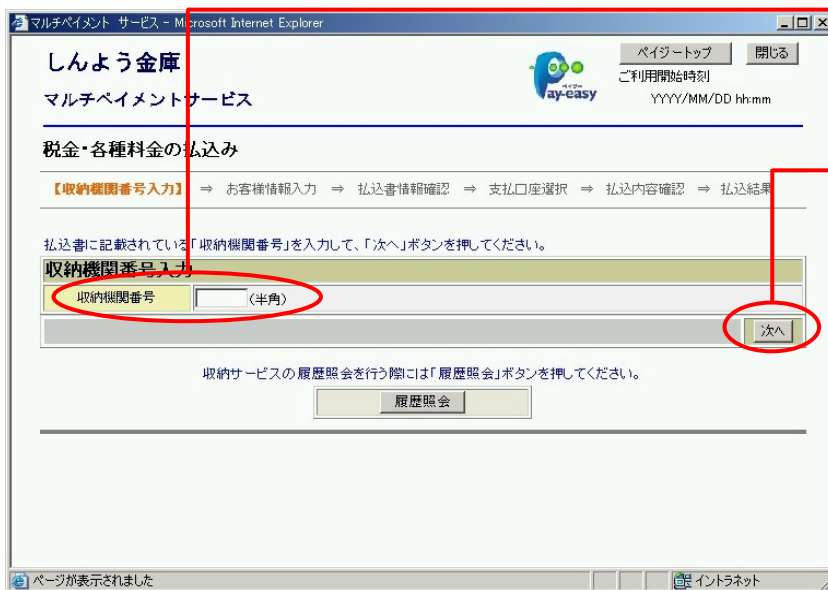 マルチペイメント サービス - Microsoft Internet Explorer
しんよう金庫
マルチペイメントサービス
ペイジー
Pay-easy
ペイジートップ
閉じる
ご利用開始時刻
YYYY/MM/DD hh:mm
税金・各種料金の払込み
【収納機関番号入力】 ⇒ お客様情報入力 ⇒ 払込書情報確認 ⇒ 支払口座選択 ⇒ 払込内容確認 ⇒ 払込結果
払込書に記載されている「収納機関番号」を入力して、「次へ」ボタンを押してください。
収納機関番号入力
収納機関番号 (半角)
次へ
収納サービスの履歴照会を行う際には「履歴照会」ボタンを押してください。
履歴照会
ページが表示されました
イントラネット